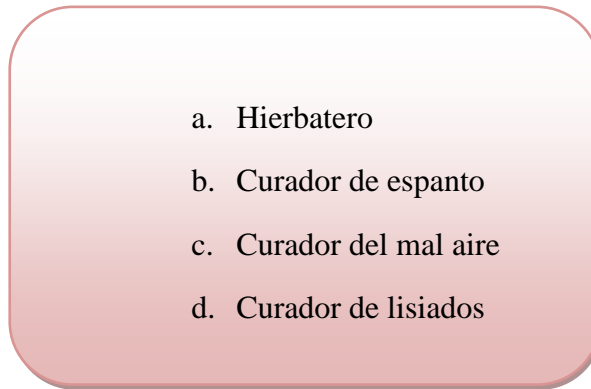 a. Hierbatero
b. Curador de espanto
c. Curador del mal aire
d. Curador de lisiados